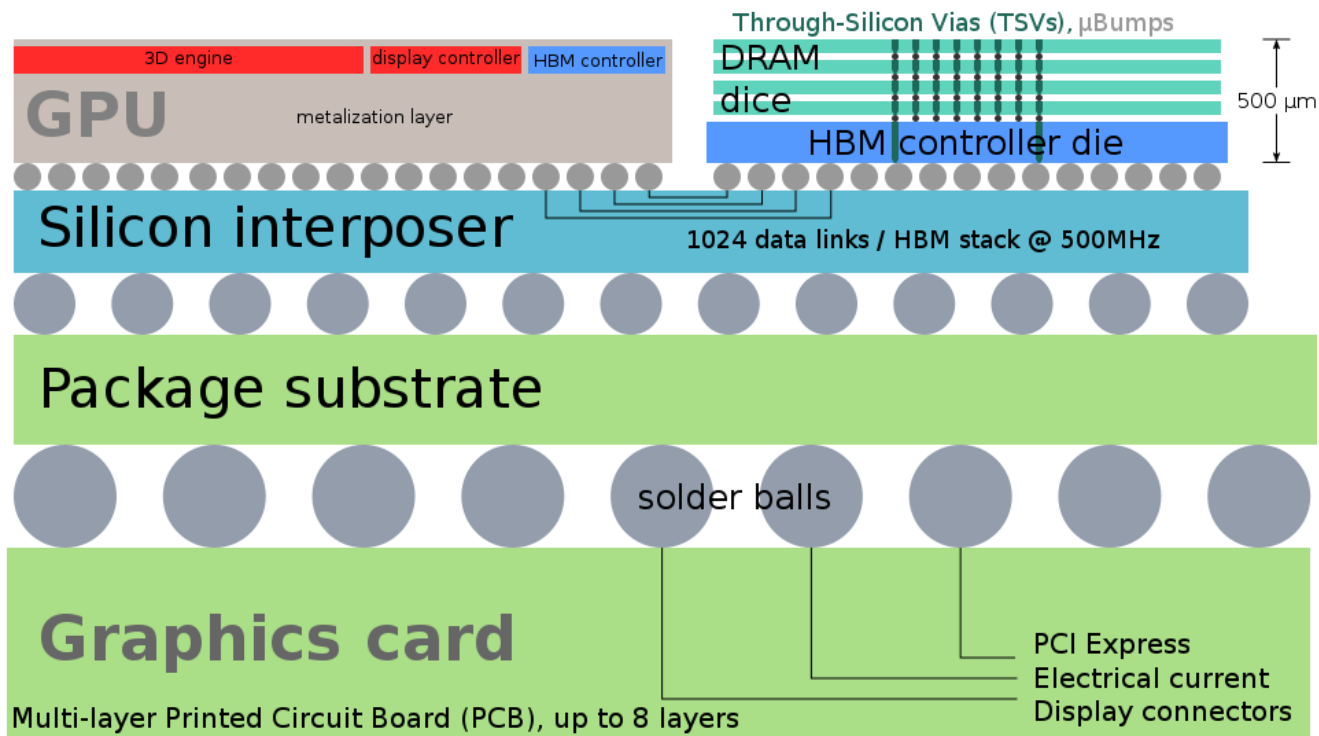 Through-Silicon Vias (TSVs), µBumps
3D engine
display controller
HBM controller
GPU
metalization layer
DRAM
dice
HBM controller die
500 µm
Silicon interposer
1024 data links / HBM stack @ 500MHz
Package substrate
solder balls
Graphics card
Multi-layer Printed Circuit Board (PCB), up to 8 layers
PCI Express
Electrical current
Display connectors